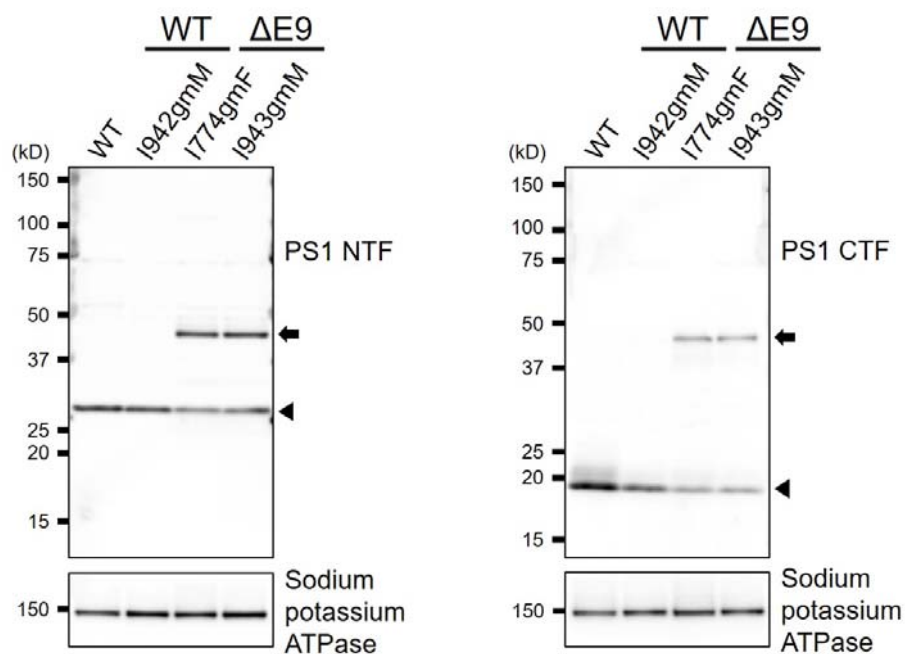 WT ΔE9
WT I942gmM I774gmF I943gmM
(kD)
150
100
75
50
37
25
20
15
PS1 NTF
150
Sodium
potassium
ATPase
WT ΔE9
WT I942gmM I774gmF I943gmM
(kD)
150
100
75
50
37
25
20
15
PS1 CTF
150
Sodium
potassium
ATPase